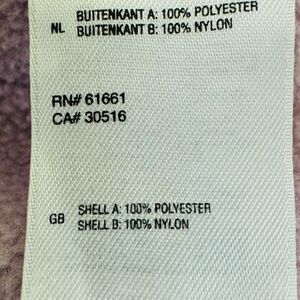 BUITENKANT A: 100% POLYESTER
NL BUITENKANT B: 100% NYLON
RN# 61661
CA# 30516
SHELL A: 100% POLYESTER
GB SHELL B: 100% NYLON